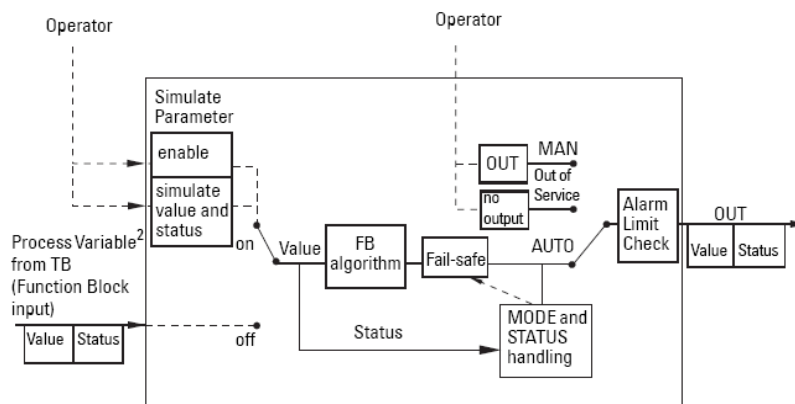 Operator
Operator
Simulate
Parameter
enable
simulate
value and
status
on
Process Variable²
from TB
(Function Block
input)
Value Status
off
Value
FB
algorithm
Fail-safe
Status
MODE and
STATUS
handling
OUT
MAN
Out of
Service
no
output
AUTO
Alarm
Limit
Check
OUT
Value Status